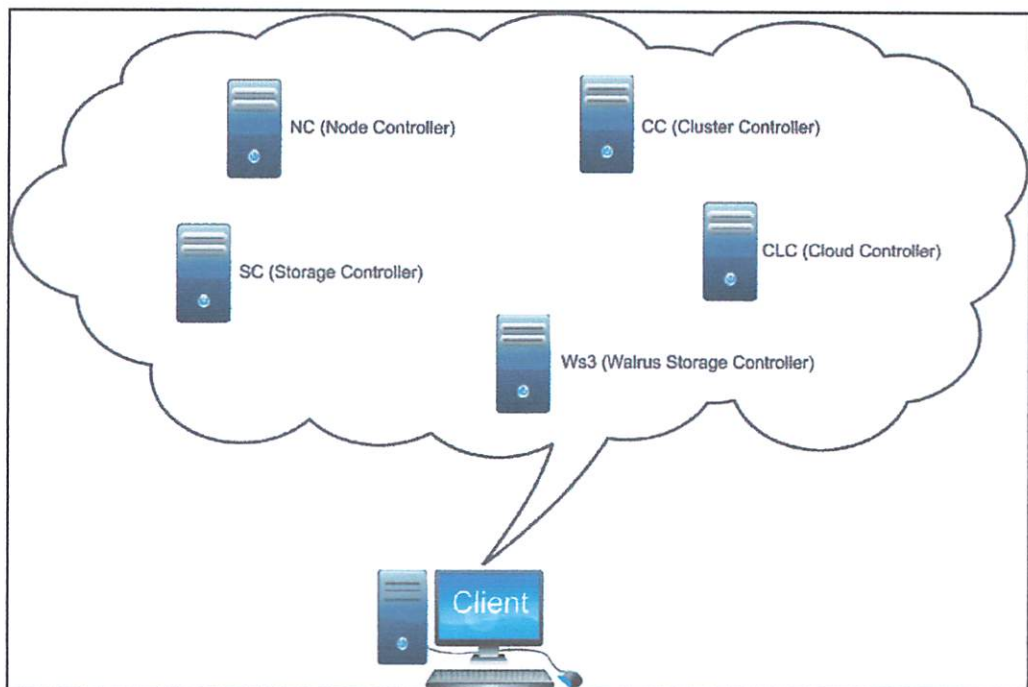 NC (Node Controller)
CC (Cluster Controller)
SC (Storage Controller)
CLC (Cloud Controller)
Ws3 (Walrus Storage Controller)
Client